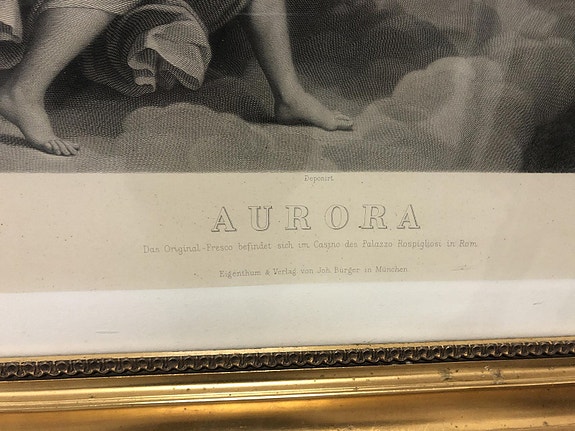 Deponirt.
AURORA
Das Original-Fresco befindet sich im Casino des Palazzo Rospigliosi in Rom.
Eigenthum & Verlag von Joh. Burger in München.